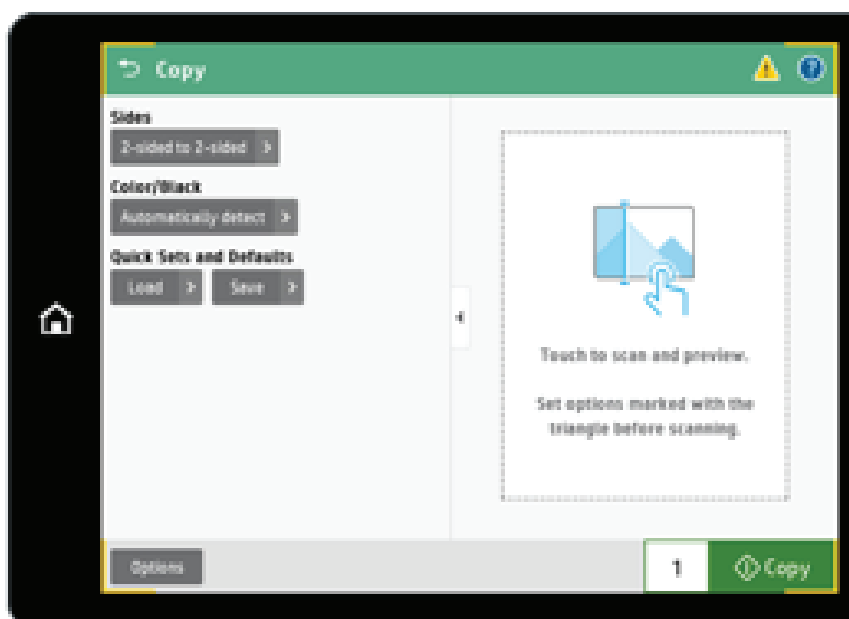 Copy
Sides
2-sided to 2-sided
Color/Black
Automatically detect
Quick Sets and Defaults
Load
Save
Touch to scan and preview.
Set options marked with the
triangle before scanning.
Options
1
Copy